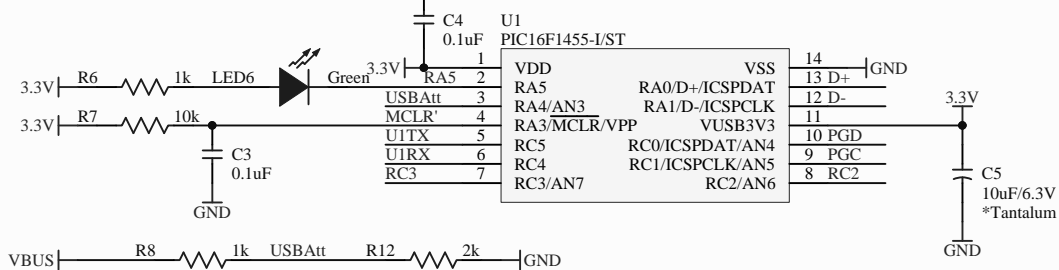 C4
0.1uF
U1
PIC16F1455-I/ST
3.3V
1 VDD VSS 14 GND
3.3V R6 1k LED6 Green RA5 2 RA5 RA0/D+/ICSPDAT 13 D+
USBAtt 3 RA4/AN3 RA1/D-/ICSPCLK 12 D-
3.3V
3.3V R7 10k MCLR' 4 RA3/MCLR/VPP VUSB3V3 11
U1TX 5 RC5 RC0/ICSPDAT/AN4 10 PGD
C3
0.1uF
U1RX 6 RC4 RC1/ICSPCLK/AN5 9 PGC
RC3 7 RC3/AN7 RC2/AN6 8 RC2
C5
10uF/6.3V
*Tantalum
GND
GND
VBUS R8 1k USBAtt R12 2k GND